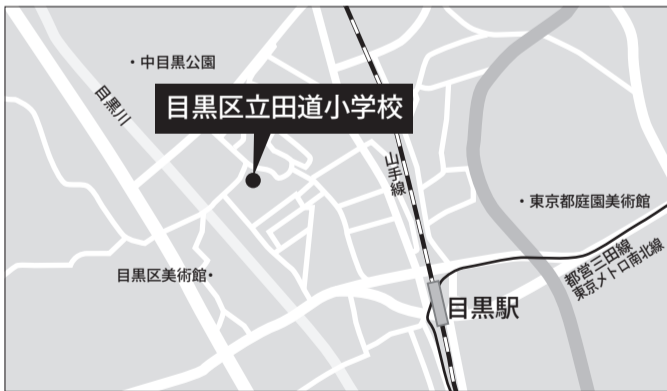 ・中目黒公園
目黒川
目黒区立田道小学校
山手線
・東京都庭園美術館
目黒区美術館・
都営三田線
東京メトロ南北線
目黒駅